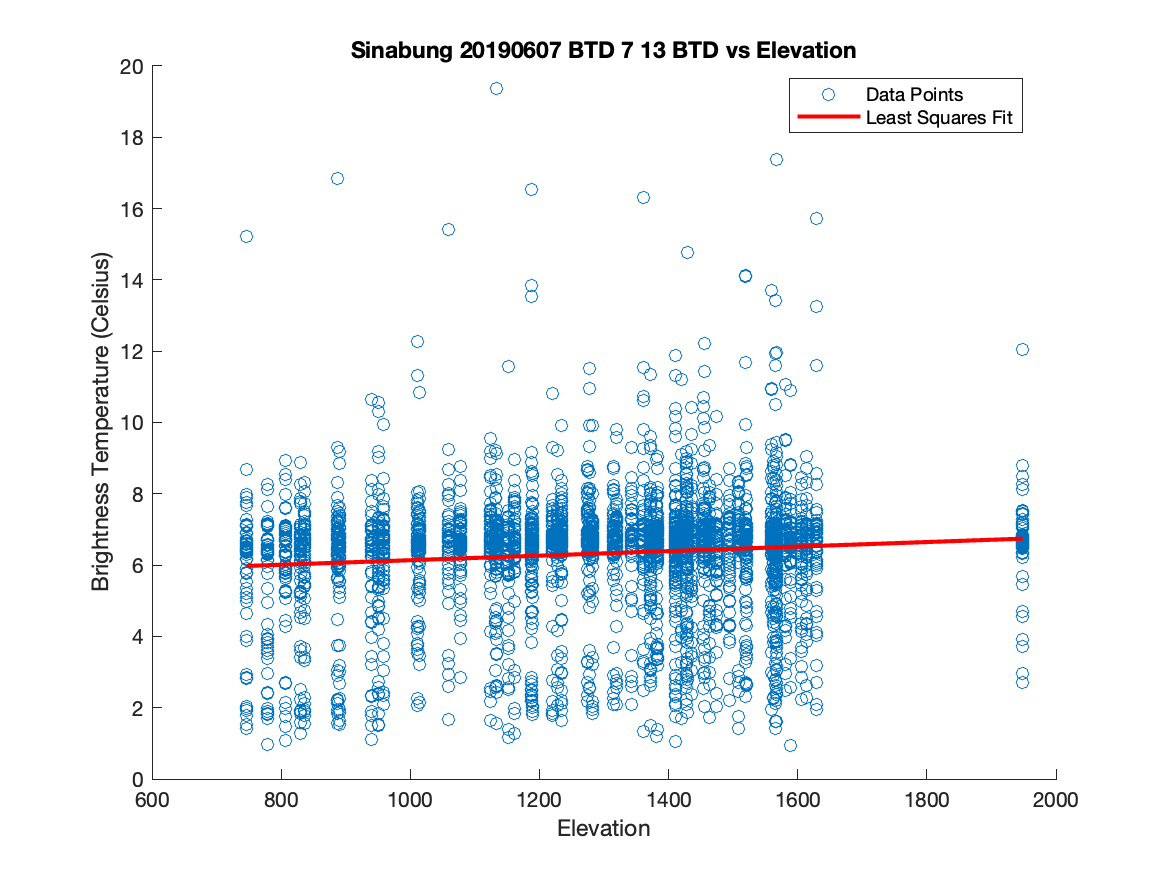 Sinabung 20190607 BTD 7 13 BTD vs Elevation
Data Points
Least Squares Fit
Brightness Temperature (Celsius)
20
18
16
14
12
10
8
6
4
2
0
600 800 1000 1200 1400 1600 1800 2000
Elevation